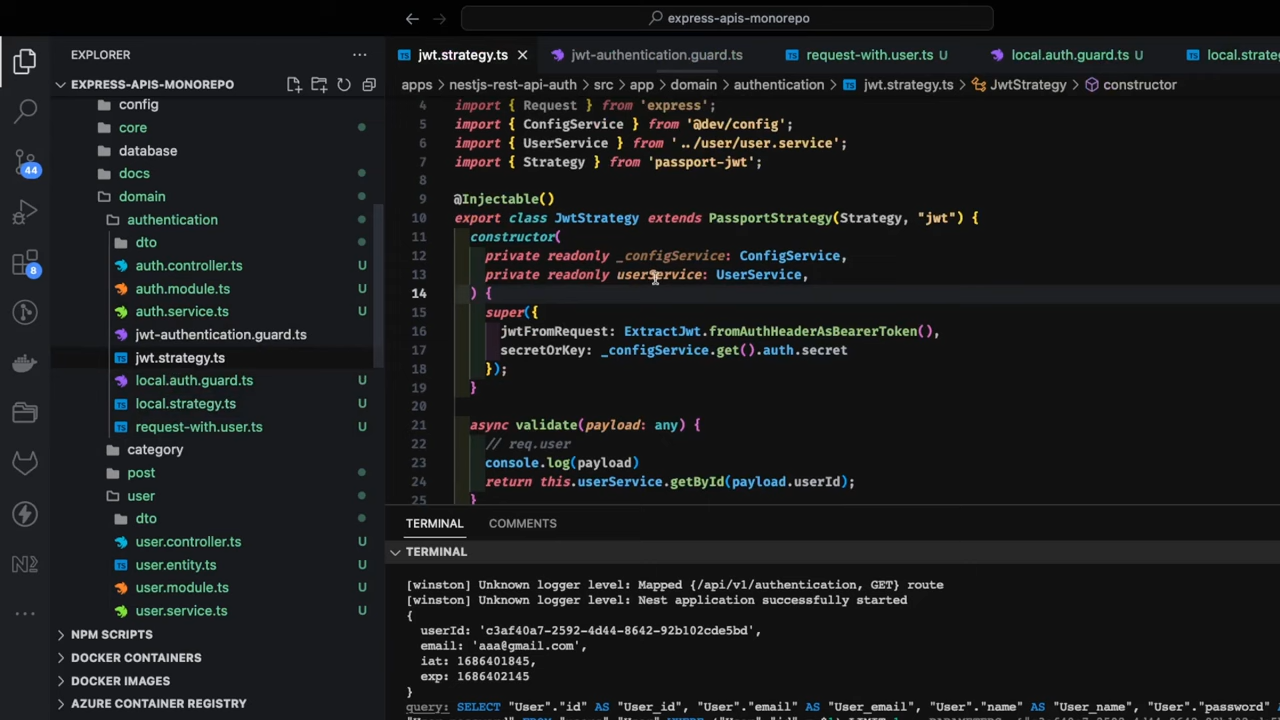 express-apis-monorepo
EXPLORER
EXPRESS-APIS-MONOREPO
config
core
database
docs
domain
authentication
dto
auth.controller.ts U
auth.module.ts U
auth.service.ts U
jwt-authentication.guard.ts
jwt.strategy.ts
local.auth.guard.ts U
local.strategy.ts U
request-with.user.ts U
category
post
user
dto
user.controller.ts U
user.entity.ts U
user.module.ts U
user.service.ts U
NPM SCRIPTS
DOCKER CONTAINERS
DOCKER IMAGES
AZURE CONTAINER REGISTRY
44
8
jwt.strategy.ts jwt-authentication.guard.ts request-with.user.ts U local.auth.guard.ts U local.strate
apps > nestjs-rest-api-auth > src > app > domain > authentication > jwt.strategy.ts > JwtStrategy > constructor
4 import { Request } from 'express';
5 import { ConfigService } from '@dev/config';
6 import { UserService } from '../user/user.service';
7 import { Strategy } from 'passport-jwt';
8
9 @Injectable()
10 export class JwtStrategy extends PassportStrategy(Strategy, "jwt") {
11 constructor(
12 private readonly _configService: ConfigService,
13 private readonly userService: UserService,
14 ) {
15 super({
16 jwtFromRequest: ExtractJwt.fromAuthHeaderAsBearerToken(),
17 secretOrKey: _configService.get().auth.secret
18 });
19 }
20
21 async validate(payload: any) {
22 // req.user
23 console.log(payload)
24 return this.userService.getById(payload.userId);
25 }
TERMINAL COMMENTS
TERMINAL
[winston] Unknown logger level: Mapped {/api/v1/authentication, GET} route
[winston] Unknown logger level: Nest application successfully started
{
userId: 'c3af40a7-2592-4d44-8642-92b102cde5bd',
email: 'aaa@gmail.com',
iat: 1686401845,
exp: 1686402145
}
query: SELECT "User"."id" AS "User_id", "User"."email" AS "User_email", "User"."name" AS "User_name", "User"."password"